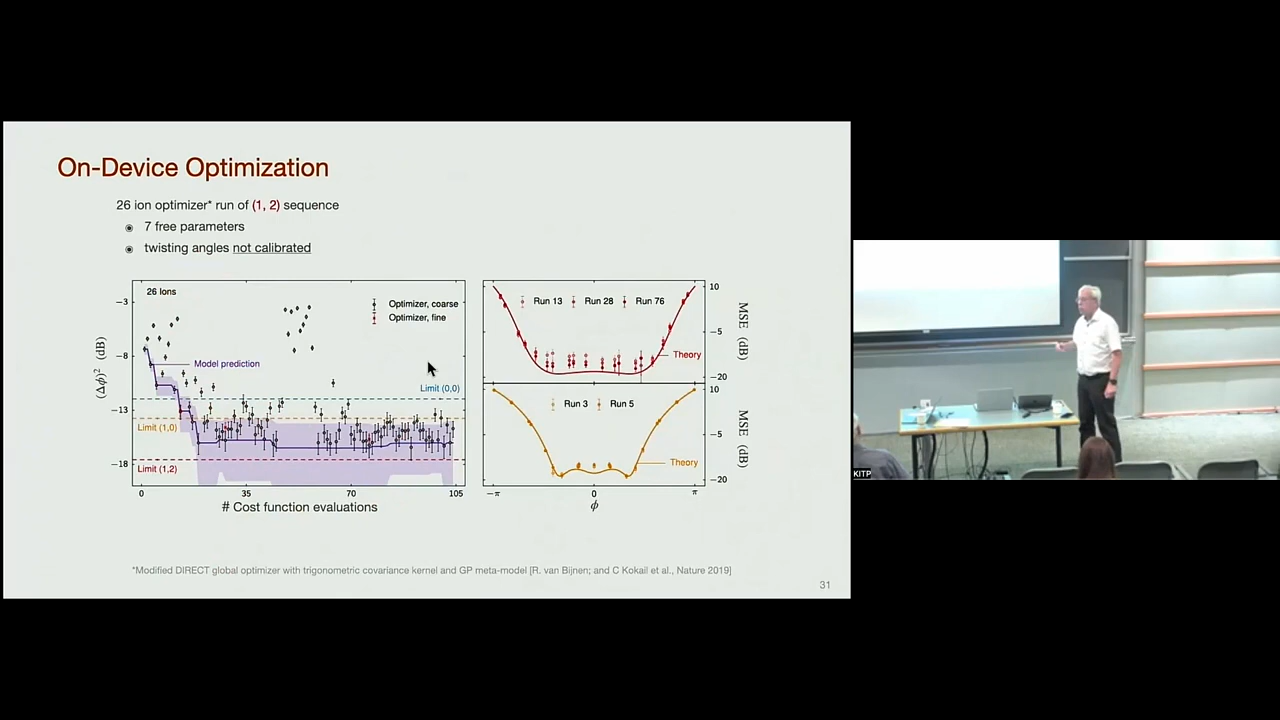 On-Device Optimization
26 ion optimizer* run of (1, 2) sequence
7 free parameters
twisting angles not calibrated
26 Ions
Optimizer, coarse
Optimizer, fine
Model prediction
Limit (0,0)
Limit (1,0)
Limit (1,2)
(Δϕ)² (dB)
−3
−8
−13
−18
0
35
70
105
# Cost function evaluations
Run 13
Run 28
Run 76
Theory
10
−5
−20
MSE (dB)
Run 3
Run 5
Theory
10
−5
−20
MSE (dB)
−π
0
π
ϕ
*Modified DIRECT global optimizer with trigonometric covariance kernel and GP meta-model [R. van Bijnen; and C Kokail et al., Nature 2019]
31
KITP